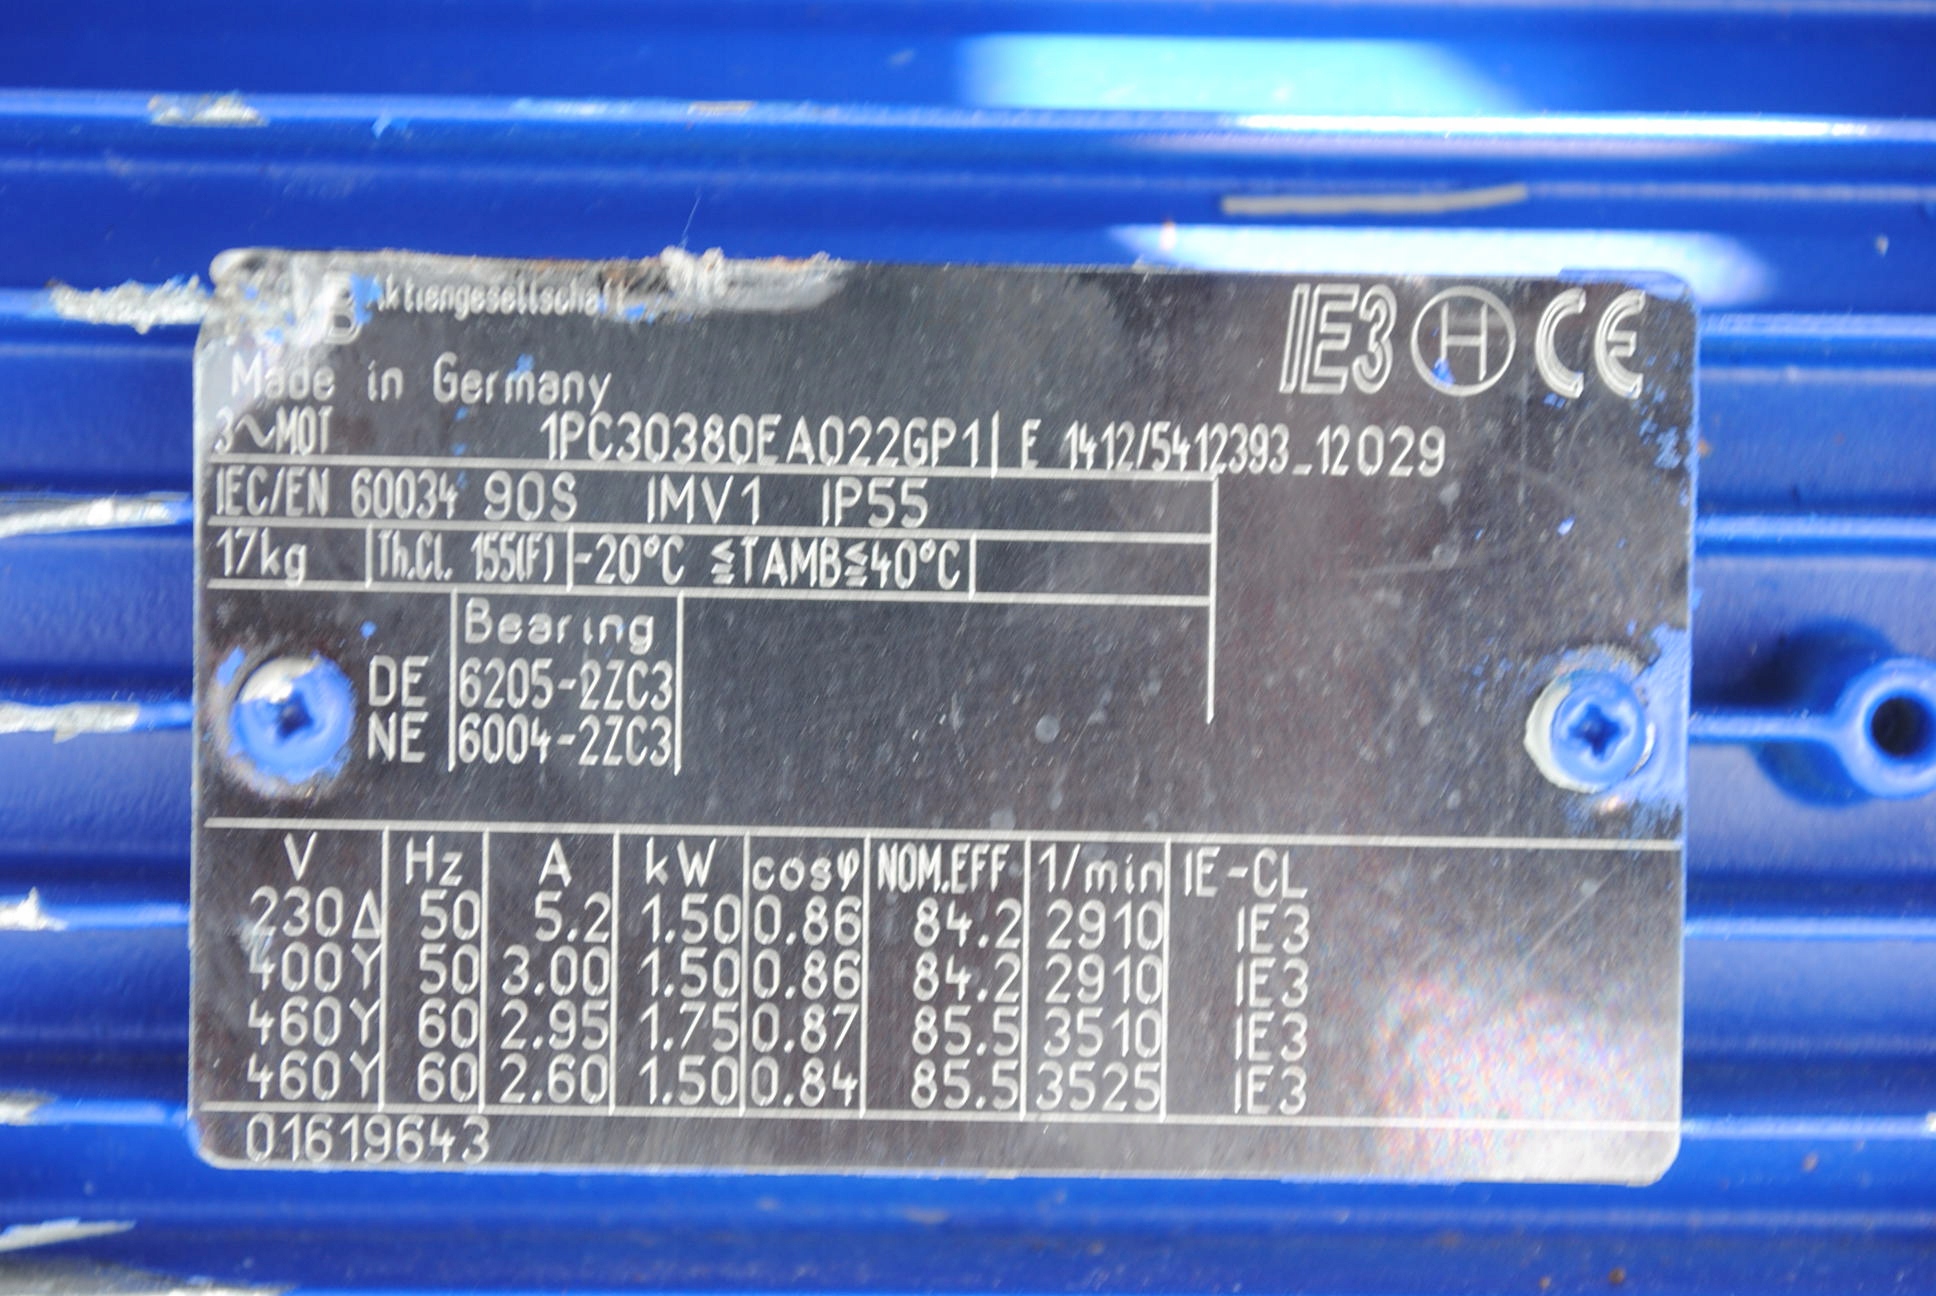 B Aktiengesellschaft
IE3 H CE
Made in Germany
3~MOT 1PC30380EA022GP1 E 1412/5412393_12029
IEC/EN 60034 90S IMV1 IP55
17kg Th.Cl. 155(F) -20°C ≦TAMB≦40°C
Bearing
DE 6205-2ZC3
NE 6004-2ZC3
V Hz A kW cosφ NOM.EFF 1/min IE-CL
230Δ 50 5.2 1.50 0.86 84.2 2910 IE3
400Y 50 3.00 1.50 0.86 84.2 2910 IE3
460Y 60 2.95 1.75 0.87 85.5 3510 IE3
460Y 60 2.60 1.50 0.84 85.5 3525 IE3
01619643